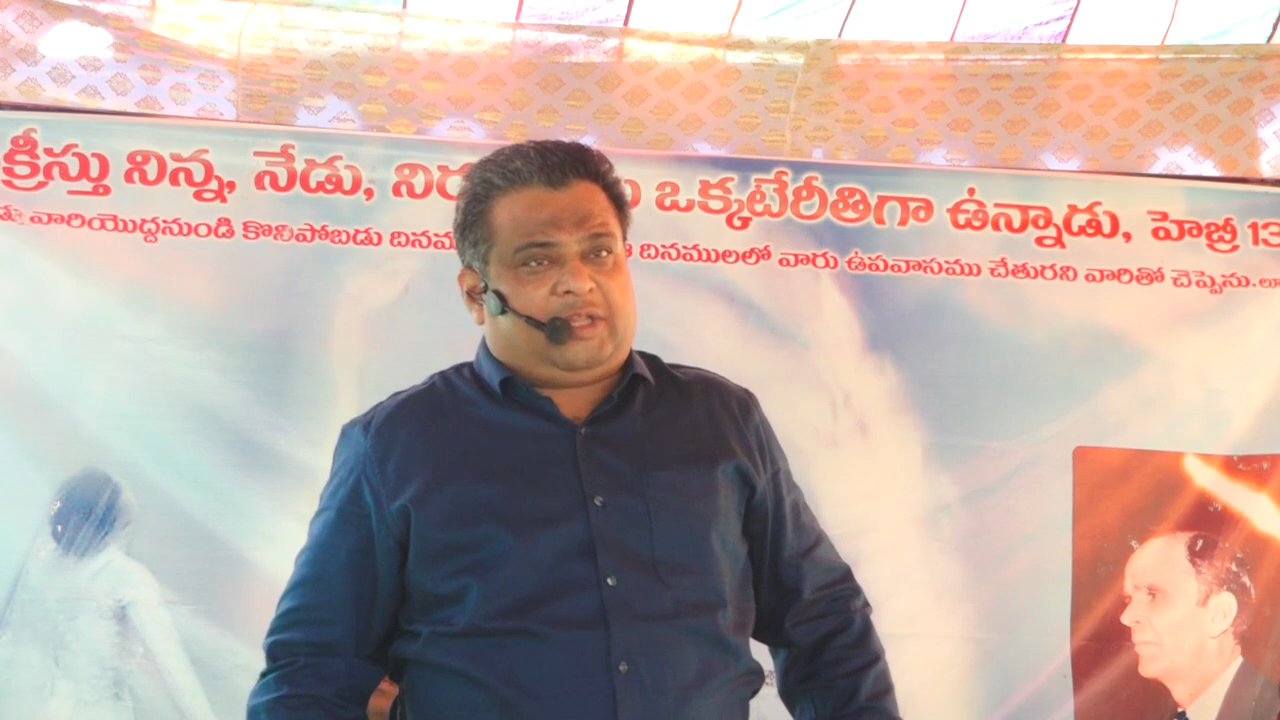 క్రీస్తు నిన్న, నేడు, ఒక్కటేరీతిగా ఉన్నాడు, హెబ్రీ 13
వారియొద్దనుండి కొనిపోబడు దినములలో వారు ఉపవాసము చేతురని వారితో చెప్పెను.